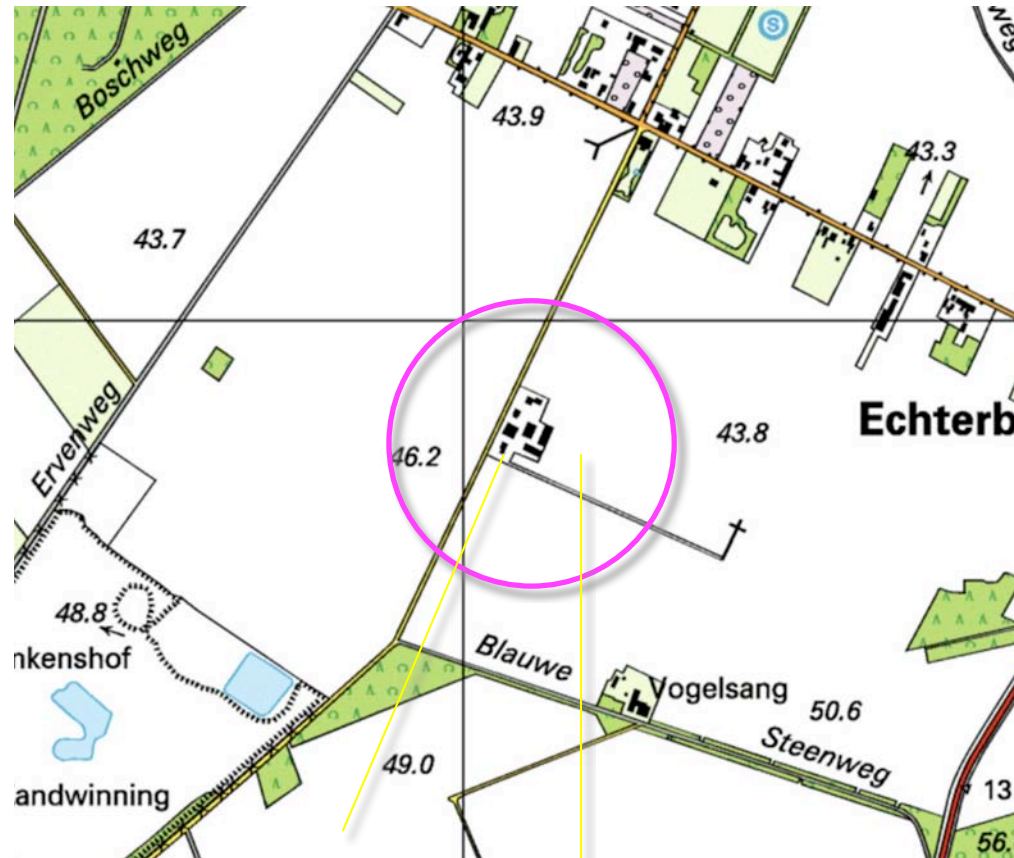 S
weg
Boschweg
43.9
43.3
43.7
Echterb
46.2
43.8
Ervenweg
48.8
nkenshof
Blauwe
Vogelsang
50.6
Steenweg
49.0
andwinning
13
56.